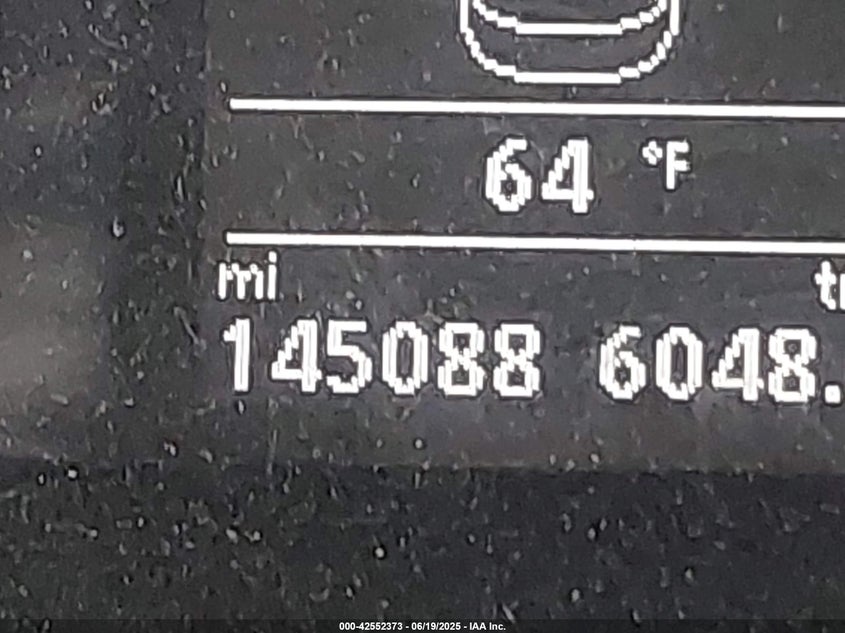 64 °F
mi
145088 6048.
000-42552373 - 06/19/2025 - IAA Inc.